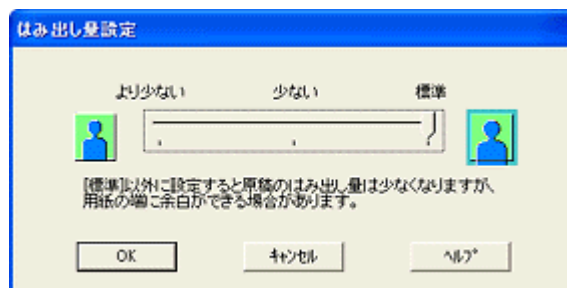 はみ出し量設定
より少ない 少ない 標準
[標準]以外に設定すると原稿のはみ出し量は少なくなりますが、
用紙の端に余白ができる場合があります。
OK キャンセル ヘルプ